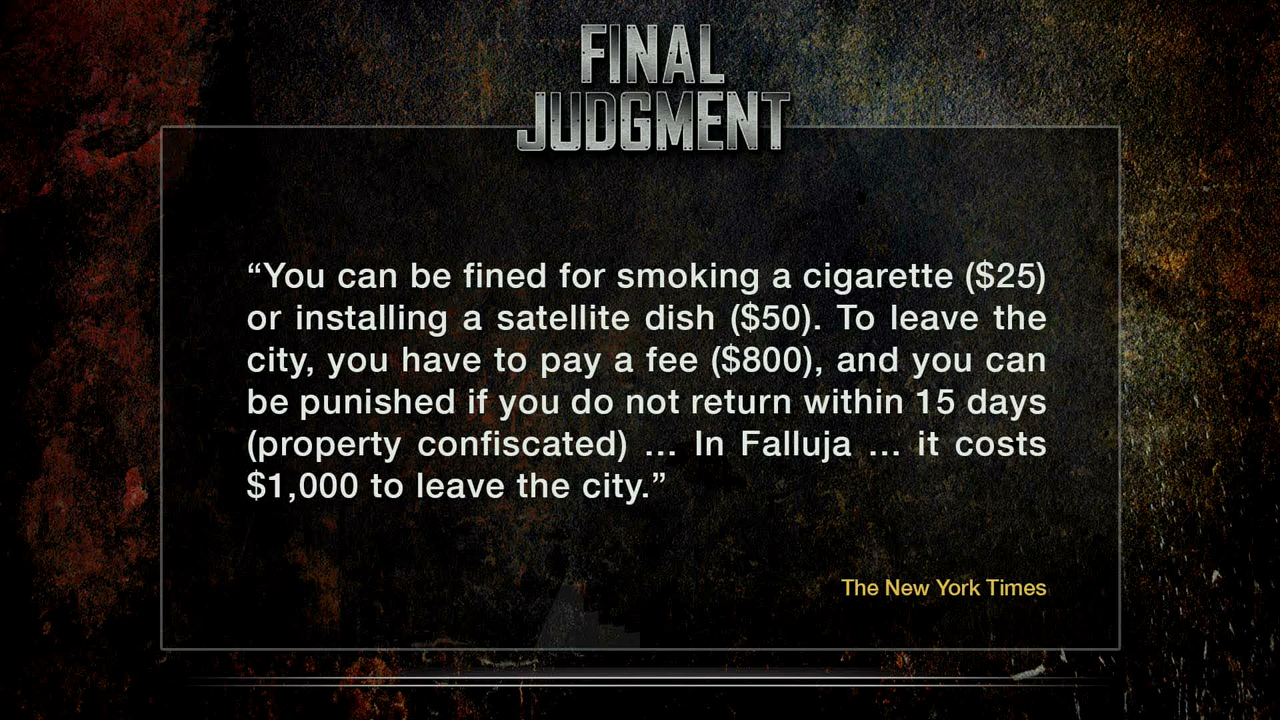 FINAL
JUDGMENT
“You can be fined for smoking a cigarette ($25)
or installing a satellite dish ($50). To leave the
city, you have to pay a fee ($800), and you can
be punished if you do not return within 15 days
(property confiscated) ... In Falluja ... it costs
$1,000 to leave the city.”
The New York Times